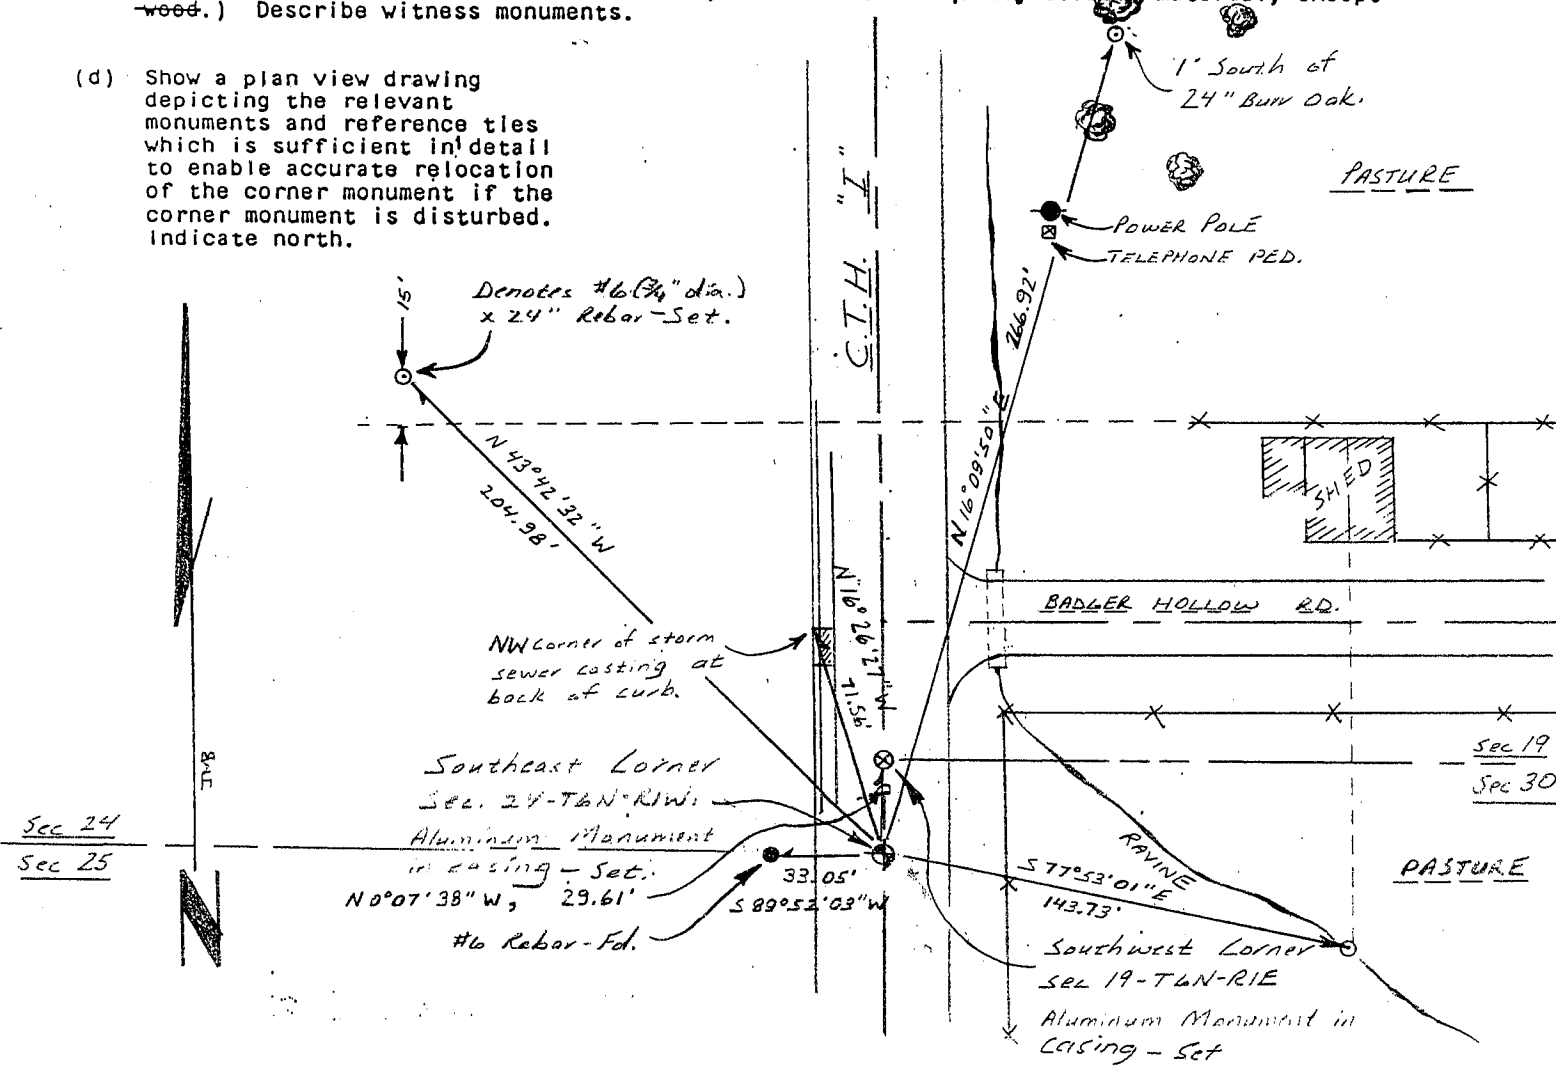 wood.) Describe witness monuments.
(d) Show a plan view drawing
depicting the relevant
monuments and reference ties
which is sufficient in detail
to enable accurate relocation
of the corner monument if the
corner monument is disturbed.
Indicate north.
1' South of
24" Burr Oak.
PASTURE
POWER POLE
TELEPHONE PED.
C.T.H. "I"
15'
Denotes #6 (3/4" dia.)
x 24" Rebar-Set.
266.92'
N 16°09'50" E
N 43°42'32" W
204.98'
SHED
BADGER HOLLOW RD.
N 16°26'27" W
71.56'
NW corner of storm
sewer casting at
back of curb.
Sec 19
Sec 30
Southeast Corner
Sec. 24-T6N-R1W.
Aluminum Monument
in casing - Set.
Sec 24
Sec 25
N 0°07'38" W, 29.61'
33.05'
S 89°52'03" W
#6 Rebar-Fd.
RAVINE
S 77°53'01" E
143.73'
PASTURE
Southwest Corner
Sec 19-T6N-R1E
Aluminum Monument in
Casing - Set